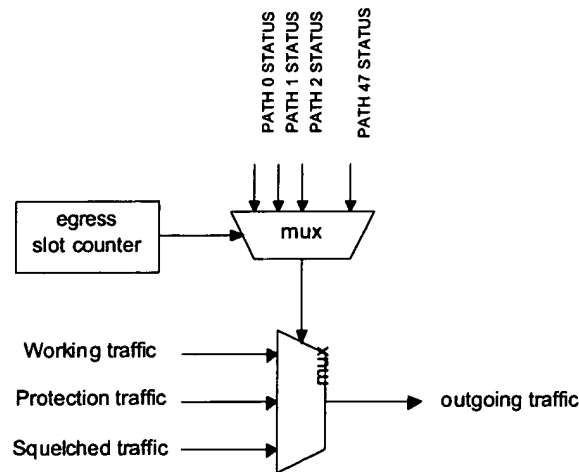 PATH 0 STATUS
PATH 1 STATUS
PATH 2 STATUS
PATH 47 STATUS
egress
slot counter
mux
Working traffic
mux
Protection traffic
outgoing traffic
Squelched traffic